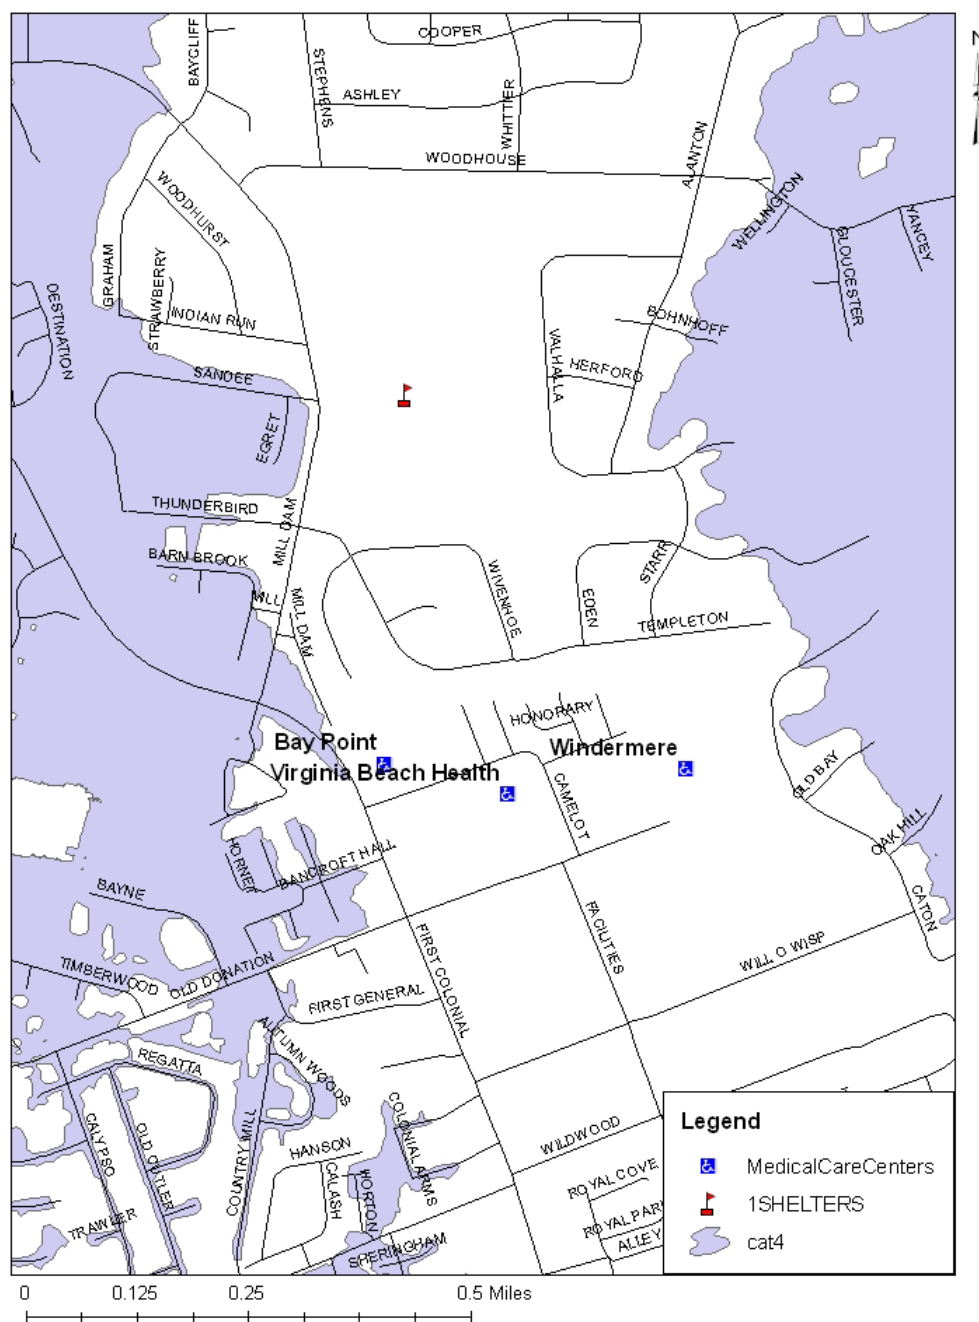 COOPER
N
BAYCLIFF
STEPHENS
ASHLEY
WHITTIER
WOODHOUSE
ALANTON
WOODHURST
WELLINGTON
YANCEY
GLOUCESTER
GRAHAM
STRAWBERRY
DESTINATION
INDIAN RUN
BOHNHOFF
VALHALLA
HERFORD
SANDEE
EGRET
THUNDERBIRD
MILL DAM
BARN BROOK
STARR
WIVENHOE
EDEN
MILL
MILL DAM
TEMPLETON
HONORARY
Bay Point
Windermere
Virginia Beach Health
CAMELOT
OLD BAY
OAK HILL
HORNET
BANCROFT HALL
BAYNE
CATON
FACILITIES
FIRST COLONIAL
WILL O WISP
TIMBERWOOD
OLD DONATION
FIRST GENERAL
AUTUMN WOODS
REGATTA
COLONIAL ARMS
CALYPSO
OLD CUTLER
COUNTRY MILL
HANSON
WILDWOOD
CALASH
HORTON
ROYAL COVE
TRAWLER
ROYAL PAR
ALLEY
SHERINGHAM
Legend
MedicalCareCenters
1SHELTERS
cat4
0 0.125 0.25 0.5 Miles